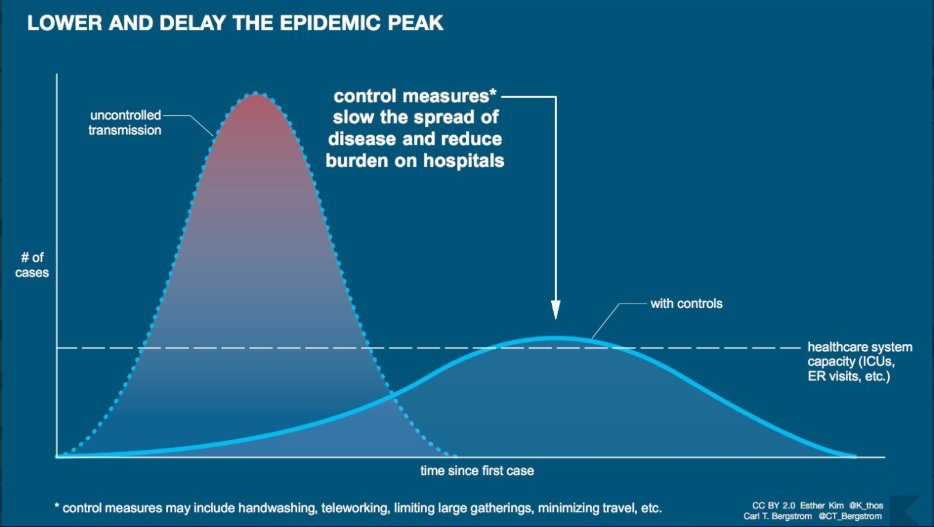 LOWER AND DELAY THE EPIDEMIC PEAK
uncontrolled
transmission
control measures*
slow the spread of
disease and reduce
burden on hospitals
# of
cases
with controls
healthcare system
capacity (ICUs,
ER visits, etc.)
time since first case
* control measures may include handwashing, teleworking, limiting large gatherings, minimizing travel, etc.
CC BY 2.0 Esther Kim @K_thos
Carl T. Bergstrom @CT_Bergstrom